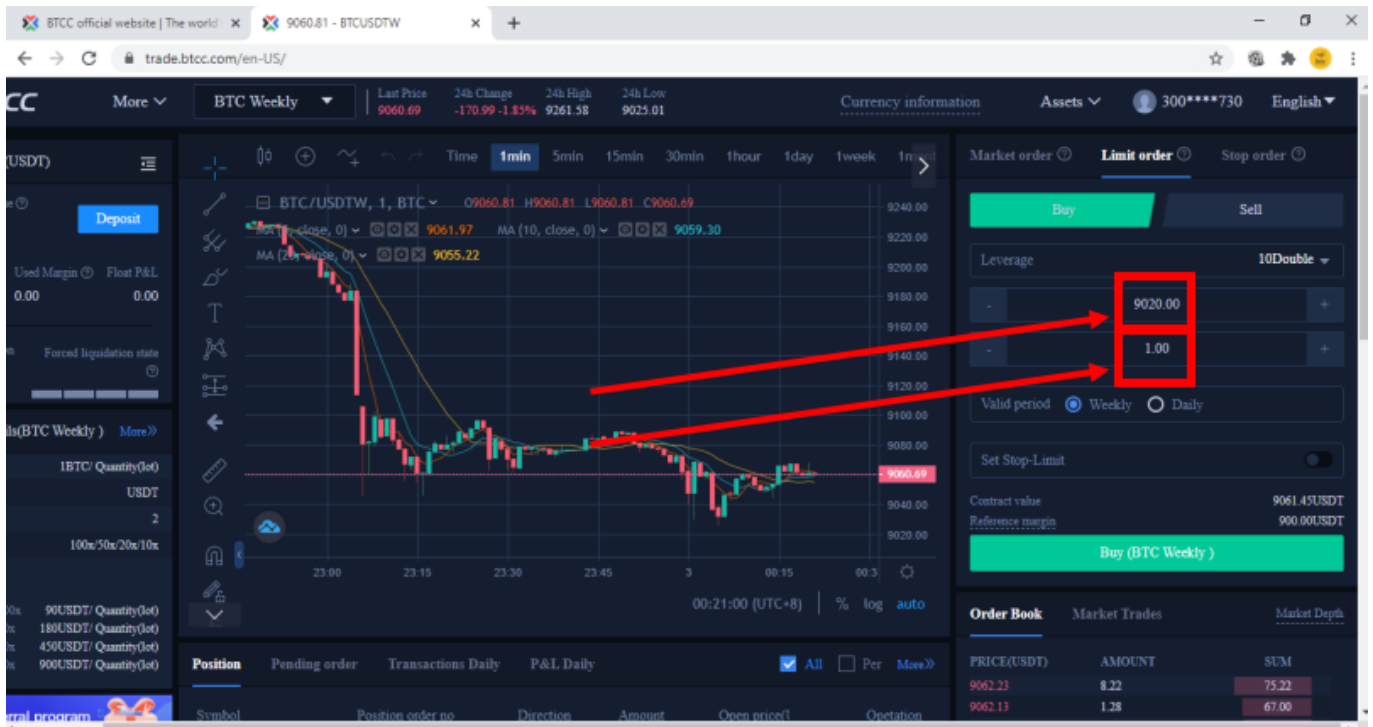 BTCC official website | The world'
9060.81 - BTCUSDTW
trade.btcc.com/en-US/
CC
More
BTC Weekly
Last Price
9060.69
24h Change
-170.99 -1.85%
24h High
9261.58
24h Low
9025.01
Currency information
Assets
300****730
English
(USDT)
Deposit
Used Margin
Float P&L
0.00
0.00
Forced liquidation state
ils(BTC Weekly )
More
1BTC/ Quantity(lot)
USDT
2
100x/50x/20x/10x
90USDT/ Quantity(lot)
180USDT/ Quantity(lot)
450USDT/ Quantity(lot)
900USDT/ Quantity(lot)
erral program
Time 1min 5min 15min 30min 1hour 1day 1week
BTC/USDTW, 1, BTC O9060.81 H9060.81 L9060.81 C9060.69
close, 0) 9061.97 MA (10, close, 0) 9059.30
MA close, 0) 9055.22
9240.00
9220.00
9200.00
9180.00
9160.00
9140.00
9120.00
9100.00
9080.00
9060.69
9040.00
9020.00
23:00 23:15 23:30 23:45 3 00:15 00:3
00:21:00 (UTC+8) % log auto
Position Pending order Transactions Daily P&L Daily All Per More
Symbol Position order no Direction Amount Open price(
Market order Limit order Stop order
Buy Sell
Leverage 10Double
- 9020.00 +
- 1.00 +
Valid period Weekly Daily
Set Stop-Limit
Contract value 9061.45USDT
Reference margin 900.00USDT
Buy (BTC Weekly )
Order Book Market Trades Market Depth
PRICE(USDT) AMOUNT SUM
9062.23 8.22 75.22
9062.13 1.28 67.00